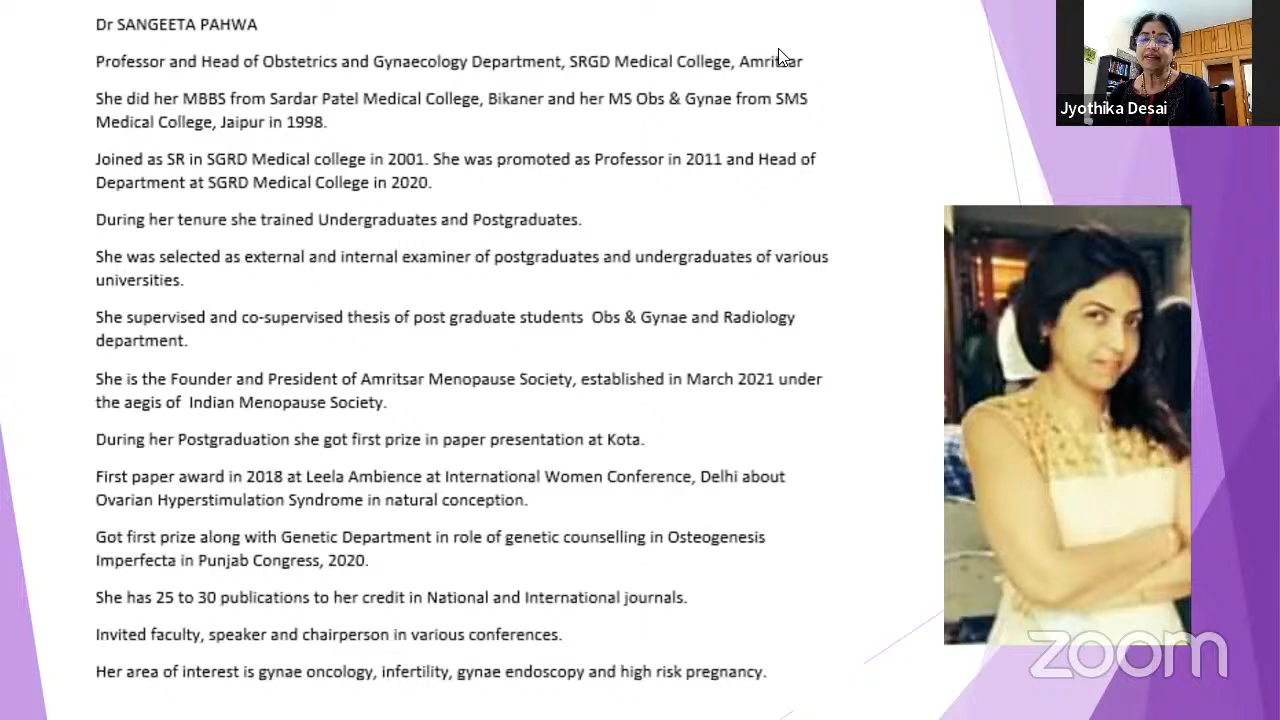 Dr SANGEETA PAHWA
Professor and Head of Obstetrics and Gynaecology Department, SRGD Medical College, Amritsar
She did her MBBS from Sardar Patel Medical College, Bikaner and her MS Obs & Gynae from SMS
Medical College, Jaipur in 1998.
Joined as SR in SGRD Medical college in 2001. She was promoted as Professor in 2011 and Head of
Department at SGRD Medical College in 2020.
During her tenure she trained Undergraduates and Postgraduates.
She was selected as external and internal examiner of postgraduates and undergraduates of various
universities.
She supervised and co-supervised thesis of post graduate students Obs & Gynae and Radiology
department.
She is the Founder and President of Amritsar Menopause Society, established in March 2021 under
the aegis of Indian Menopause Society.
During her Postgraduation she got first prize in paper presentation at Kota.
First paper award in 2018 at Leela Ambience at International Women Conference, Delhi about
Ovarian Hyperstimulation Syndrome in natural conception.
Got first prize along with Genetic Department in role of genetic counselling in Osteogenesis
Imperfecta in Punjab Congress, 2020.
She has 25 to 30 publications to her credit in National and International journals.
Invited faculty, speaker and chairperson in various conferences.
Her area of interest is gynae oncology, infertility, gynae endoscopy and high risk pregnancy.
Jyothika Desai
zoom